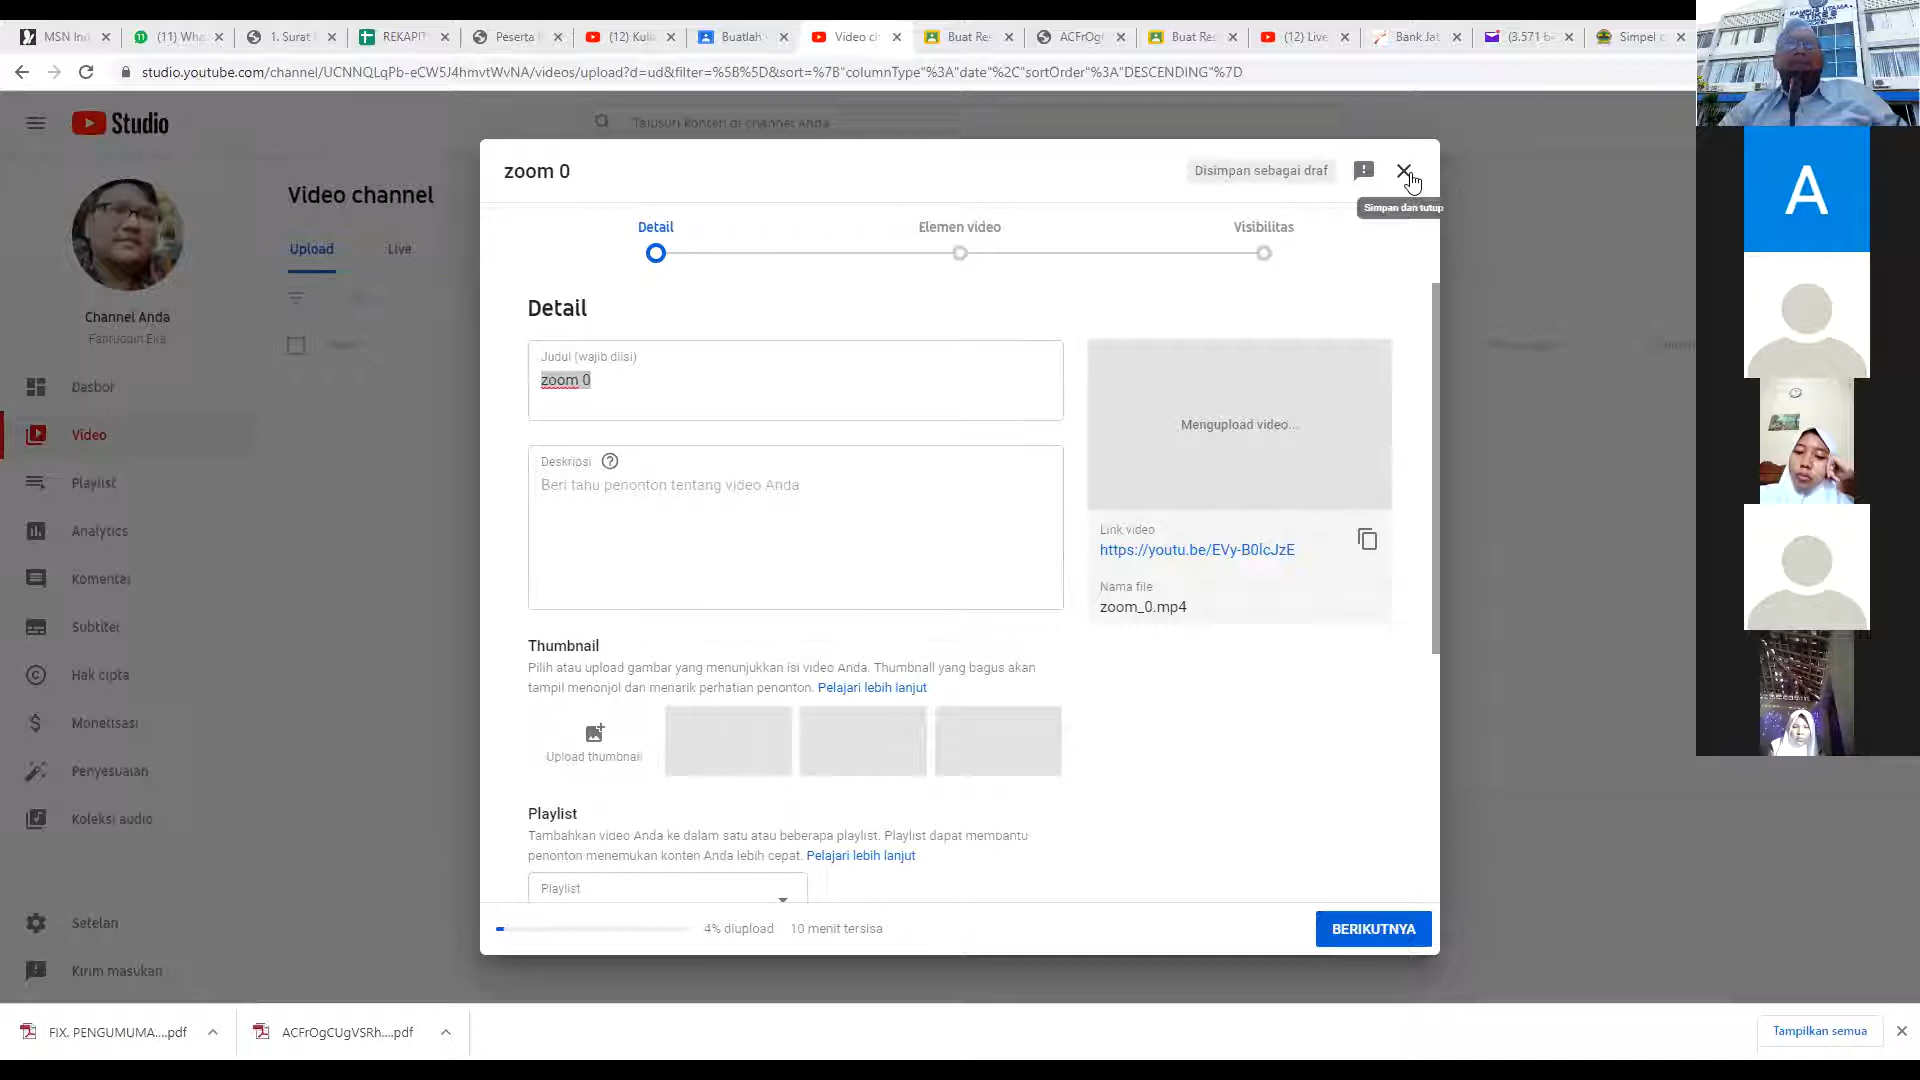 MSN Ind
(11) Wha
1. Surat
REKAPIT
Peserta
(12) Kuli
Buatlah
Video ch
Buat Res
ACFrOg
Buat Res
(12) Live
Bank Jat
(3.571 b
Simpel
studio.youtube.com/channel/UCNNQLqPb-eCW5J4hmvtWvNA/videos/upload?d=ud&filter=%5B%5D&sort=%7B"columnType"%3A"date"%2C"sortOrder"%3A"DESCENDING"%7D
KAMPUS UTAMA
Studio
Telusuri konten di channel Anda
zoom 0
Disimpan sebagai draf
Simpan dan tutup
A
Video channel
Upload
Live
Detail
Elemen video
Visibilitas
Channel Anda
Dasbor
Video
Playlist
Analytics
Komentar
Subtitel
Hak cipta
Monetisasi
Penyesuaian
Koleksi audio
Setelan
Kirim masukan
Detail
Judul (wajib diisi)
zoom 0
Deskripsi
Beri tahu penonton tentang video Anda
Mengupload video...
Link video
https://youtu.be/EVy-B0lcJzE
Nama file
zoom_0.mp4
Thumbnail
Pilih atau upload gambar yang menunjukkan isi video Anda. Thumbnail yang bagus akan
tampil menonjol dan menarik perhatian penonton. Pelajari lebih lanjut
Upload thumbnail
Playlist
Tambahkan video Anda ke dalam satu atau beberapa playlist. Playlist dapat membantu
penonton menemukan konten Anda lebih cepat. Pelajari lebih lanjut
Playlist
4% diupload
10 menit tersisa
BERIKUTNYA
FIX. PENGUMUMA....pdf
ACFrOgCUgVSRh....pdf
Tampilkan semua